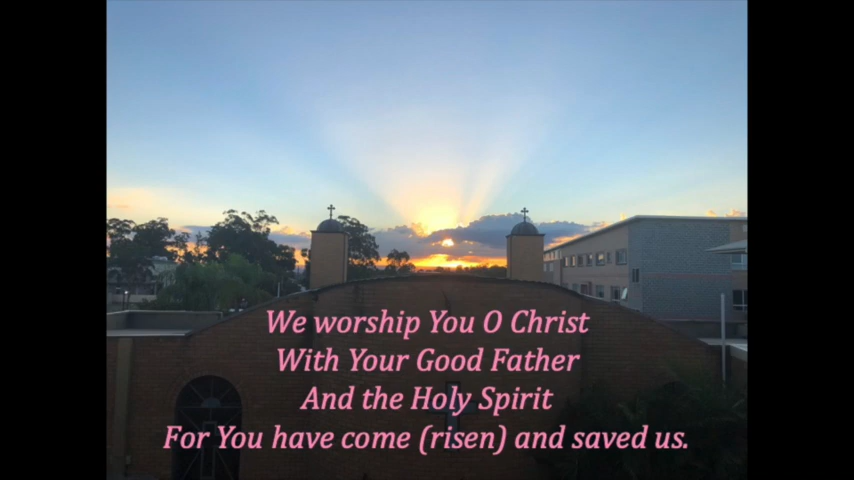 We worship You O Christ
With Your Good Father
And the Holy Spirit
For You have come (risen) and saved us.